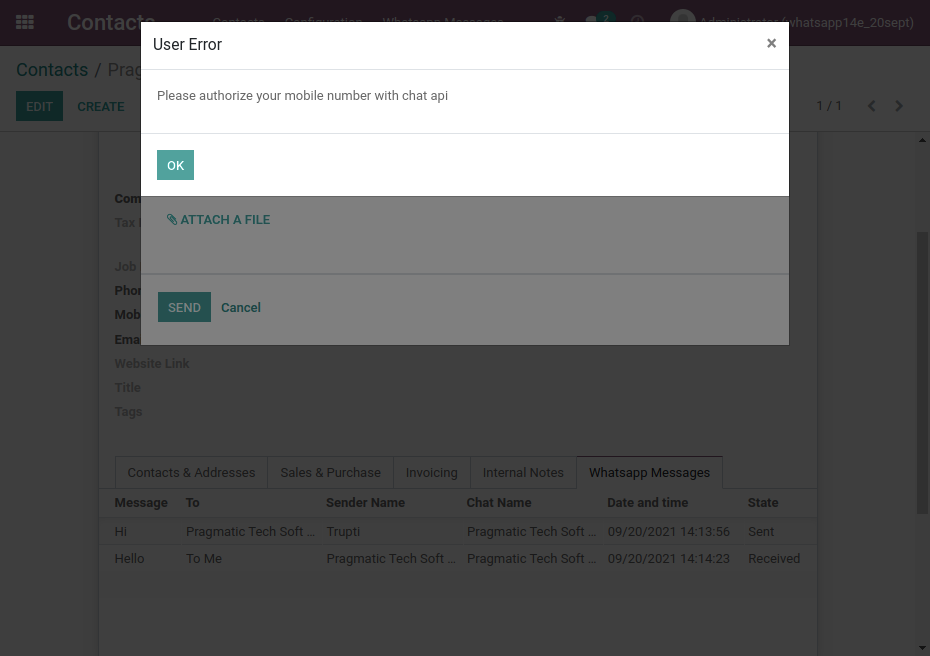 Contacts Contacts Configuration Whatsapp Messages 2 Administrator (whatsapp14e_20sept)
User Error ×
Contacts / Prag
Please authorize your mobile number with chat api
EDIT CREATE 1 / 1
OK
Com
Tax
ATTACH A FILE
Job
Phon
SEND Cancel
Mob
Ema
Website Link
Title
Tags
Contacts & Addresses Sales & Purchase Invoicing Internal Notes Whatsapp Messages
Message To Sender Name Chat Name Date and time State
Hi Pragmatic Tech Soft ... Trupti Pragmatic Tech Soft ... 09/20/2021 14:13:56 Sent
Hello To Me Pragmatic Tech Soft ... Pragmatic Tech Soft ... 09/20/2021 14:14:23 Received